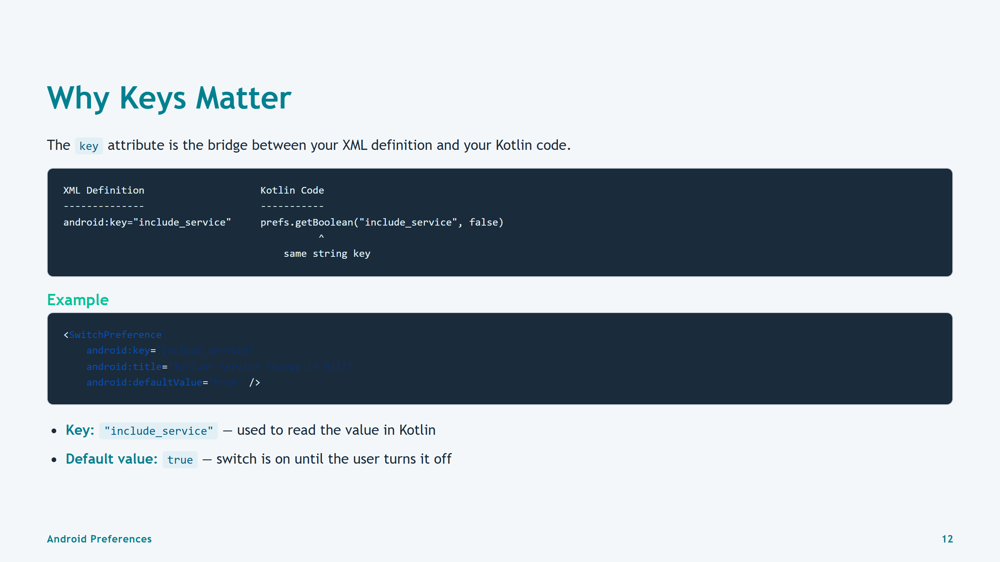 Why Keys Matter
The key attribute is the bridge between your XML definition and your Kotlin code.
XML Definition                    Kotlin Code
--------------                    -----------
android:key="include_service"     prefs.getBoolean("include_service", false)
                                            ^
                                      same string key
Example
<SwitchPreference
    android:key="include_service"
    android:title="Include Service Charge in Bill"
    android:defaultValue="true" />
• Key: "include_service" — used to read the value in Kotlin
• Default value: true — switch is on until the user turns it off
Android Preferences
12